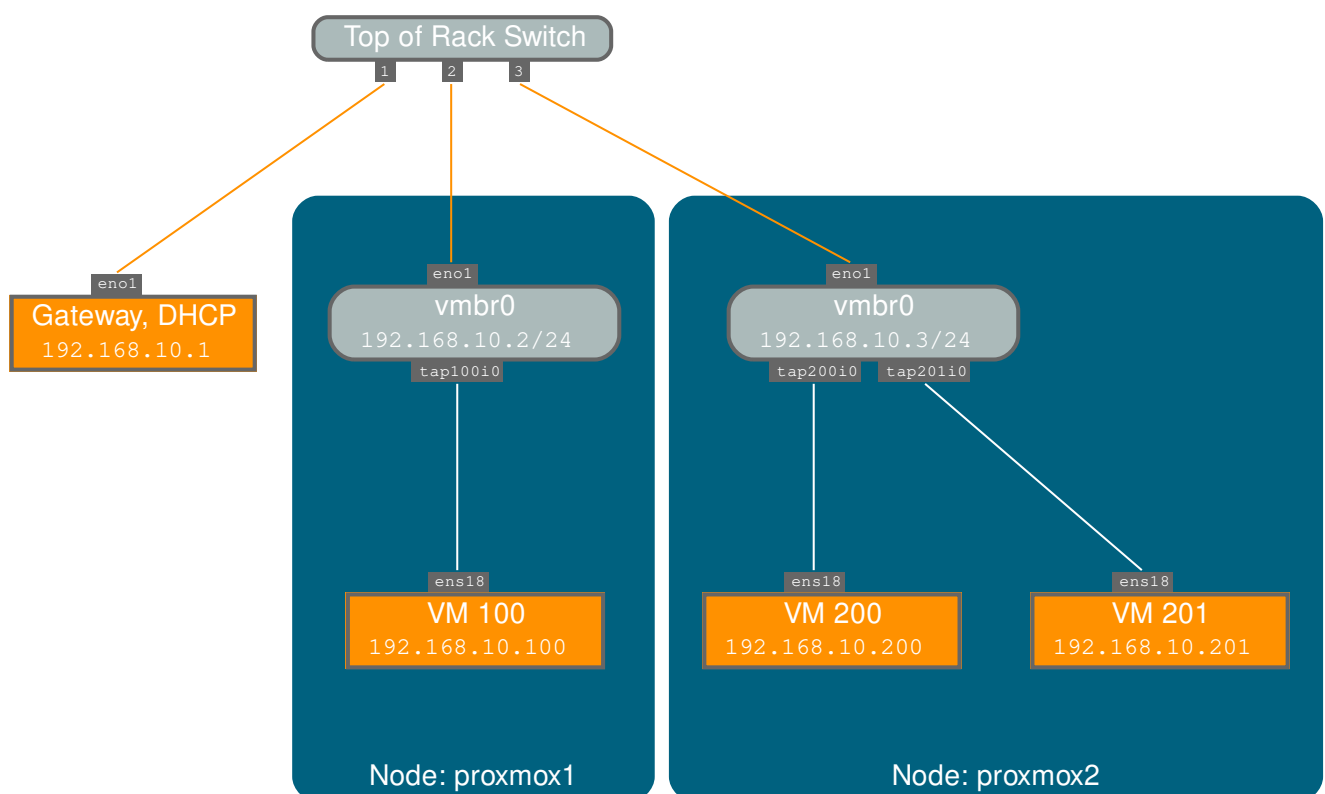 Top of Rack Switch
1 2 3
eno1
Gateway, DHCP
192.168.10.1
eno1
vmbr0
192.168.10.2/24
tap100i0
ens18
VM 100
192.168.10.100
Node: proxmox1
eno1
vmbr0
192.168.10.3/24
tap200i0 tap201i0
ens18
VM 200
192.168.10.200
ens18
VM 201
192.168.10.201
Node: proxmox2